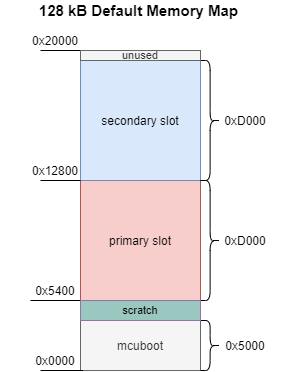 128 kB Default Memory Map
0x20000
unused
secondary slot
0xD000
0x12800
primary slot
0xD000
0x5400
scratch
mcuboot
0x5000
0x0000